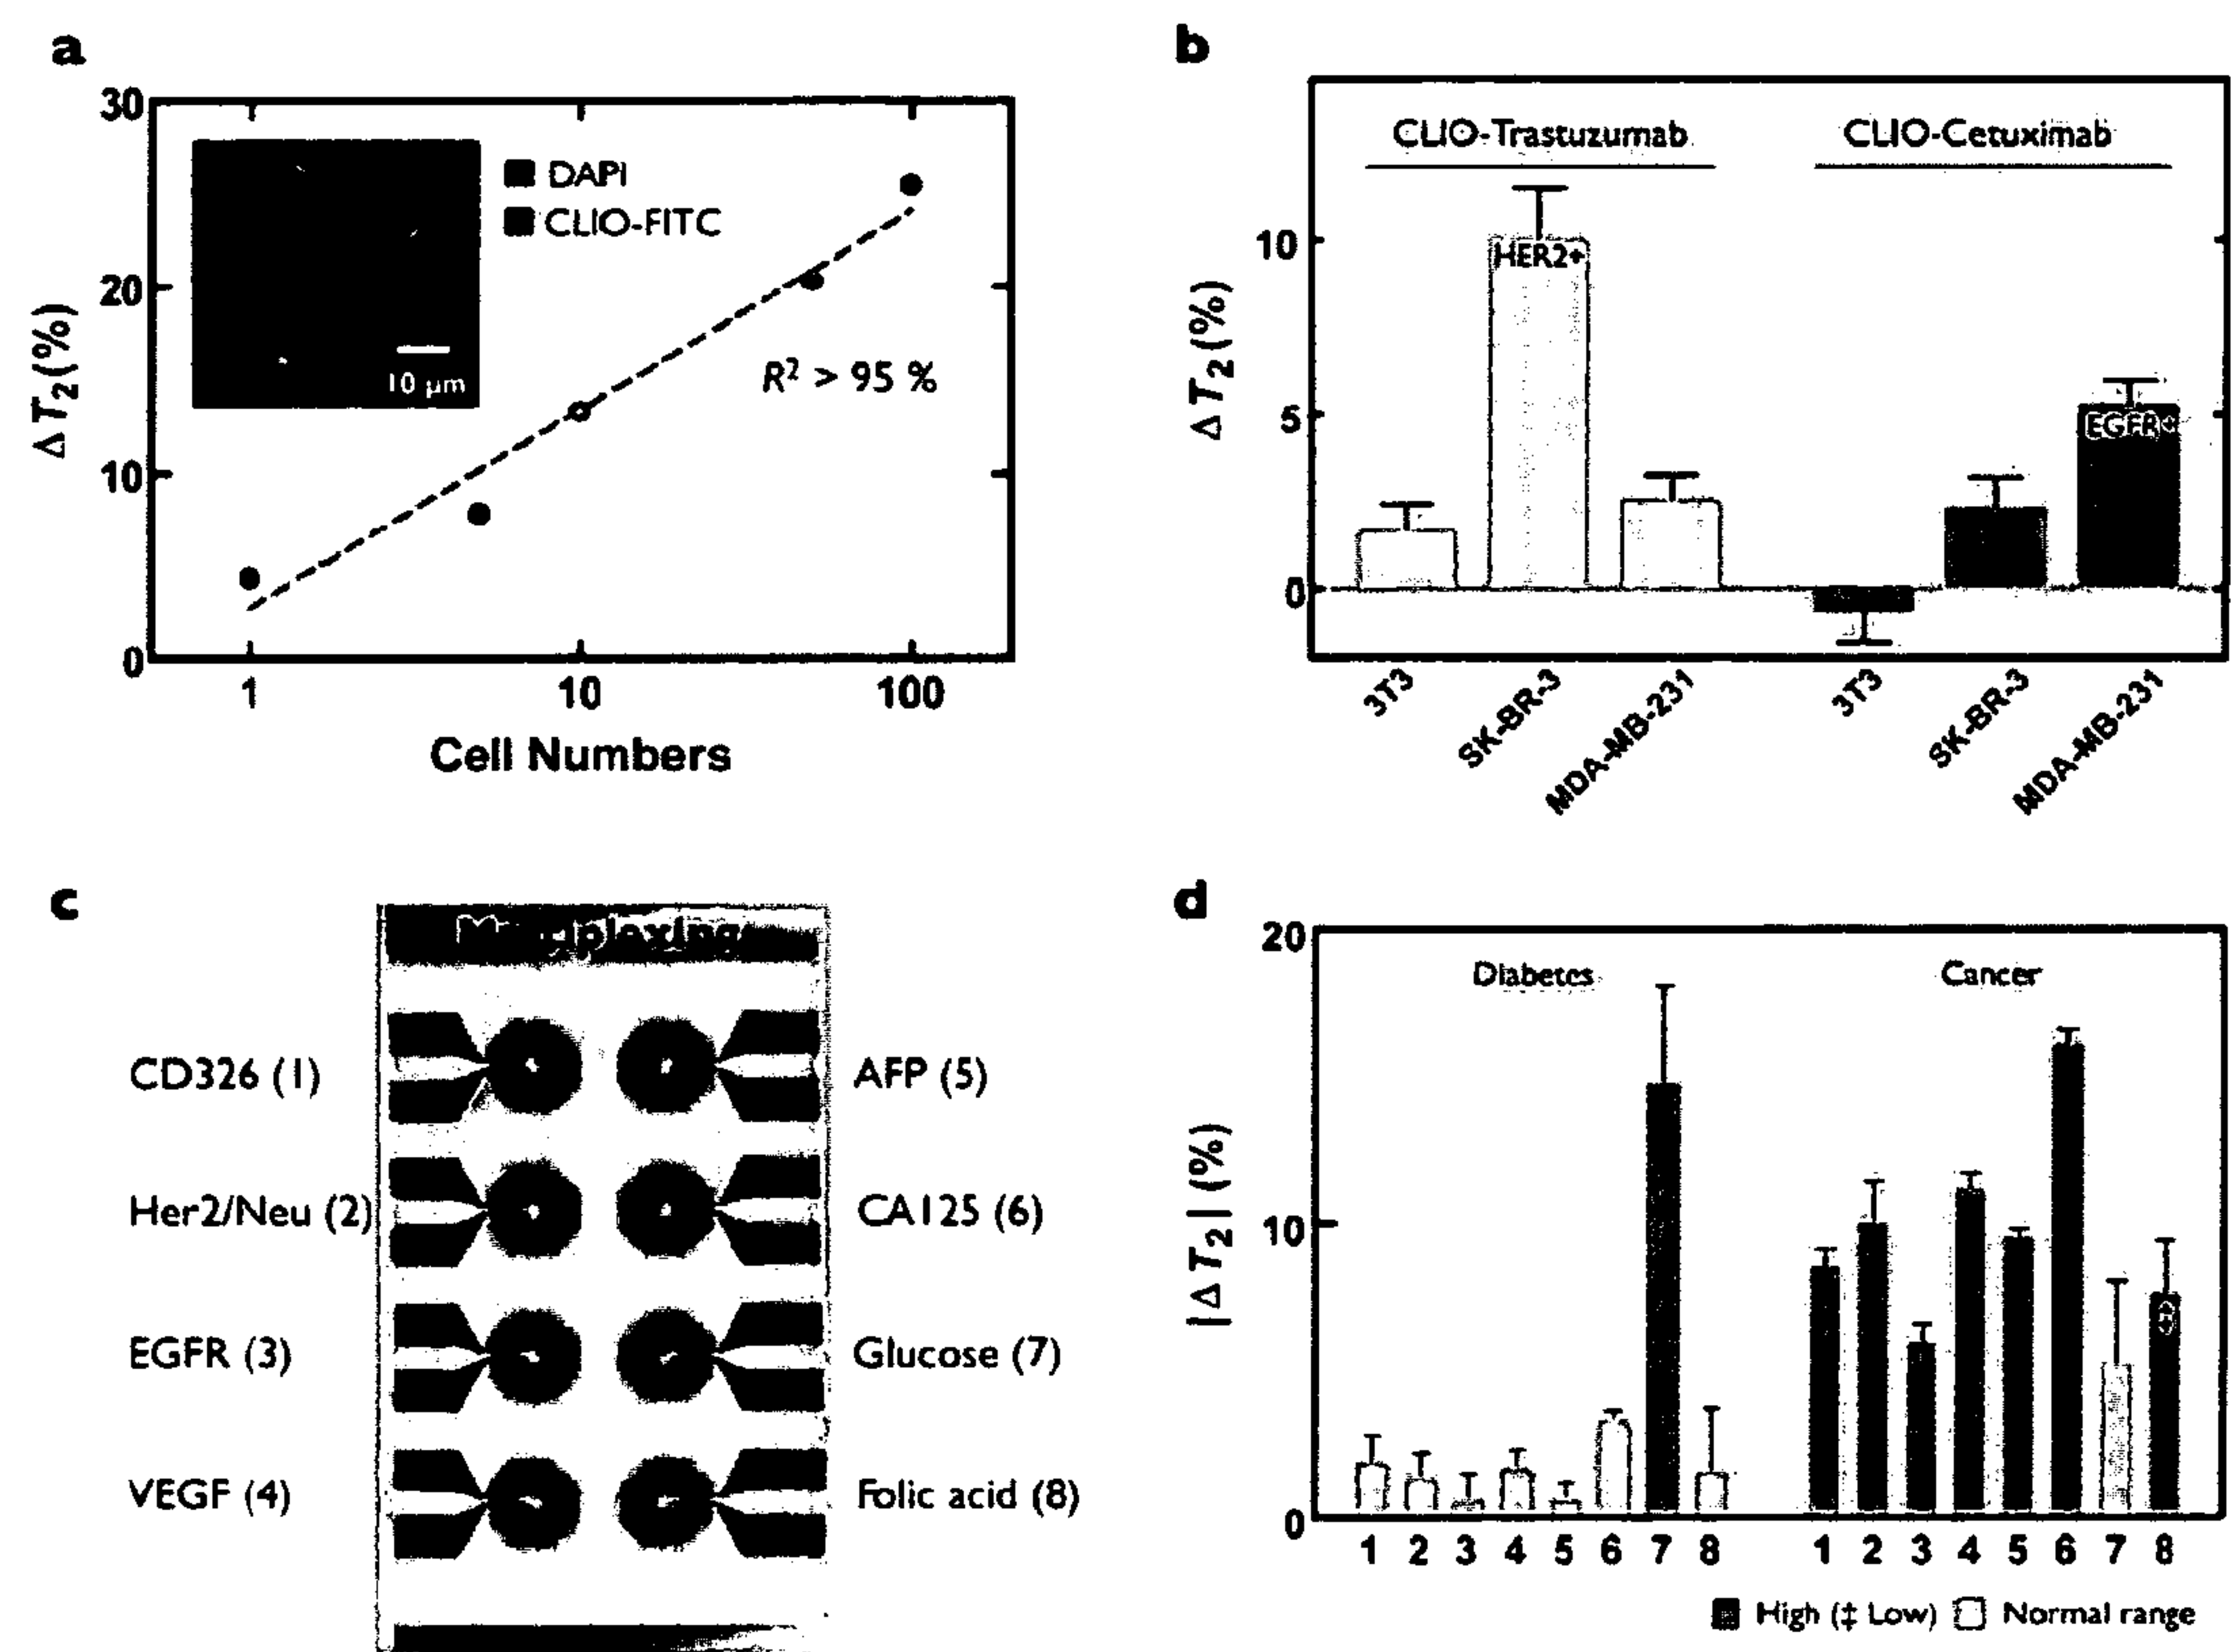 a
30
20
10
0
ΔT2(%)
DAPI
CLIO-FITC
10 µm
R2 > 95 %
1 10 100
Cell Numbers
b
CLIO-Trastuzumab CLIO-Cetuximab
10
5
0
ΔT2(%)
HER2+
EGFR+
3T3 SK-BR-3 MDA-MB-231 3T3 SK-BR-3 MDA-MB-231
c
Multiplexing
CD326 (1) AFP (5)
Her2/Neu (2) CA125 (6)
EGFR (3) Glucose (7)
VEGF (4) Folic acid (8)
d
20
10
0
|ΔT2| (%)
Diabetes Cancer
‡
1 2 3 4 5 6 7 8 1 2 3 4 5 6 7 8
High (‡ Low) Normal range